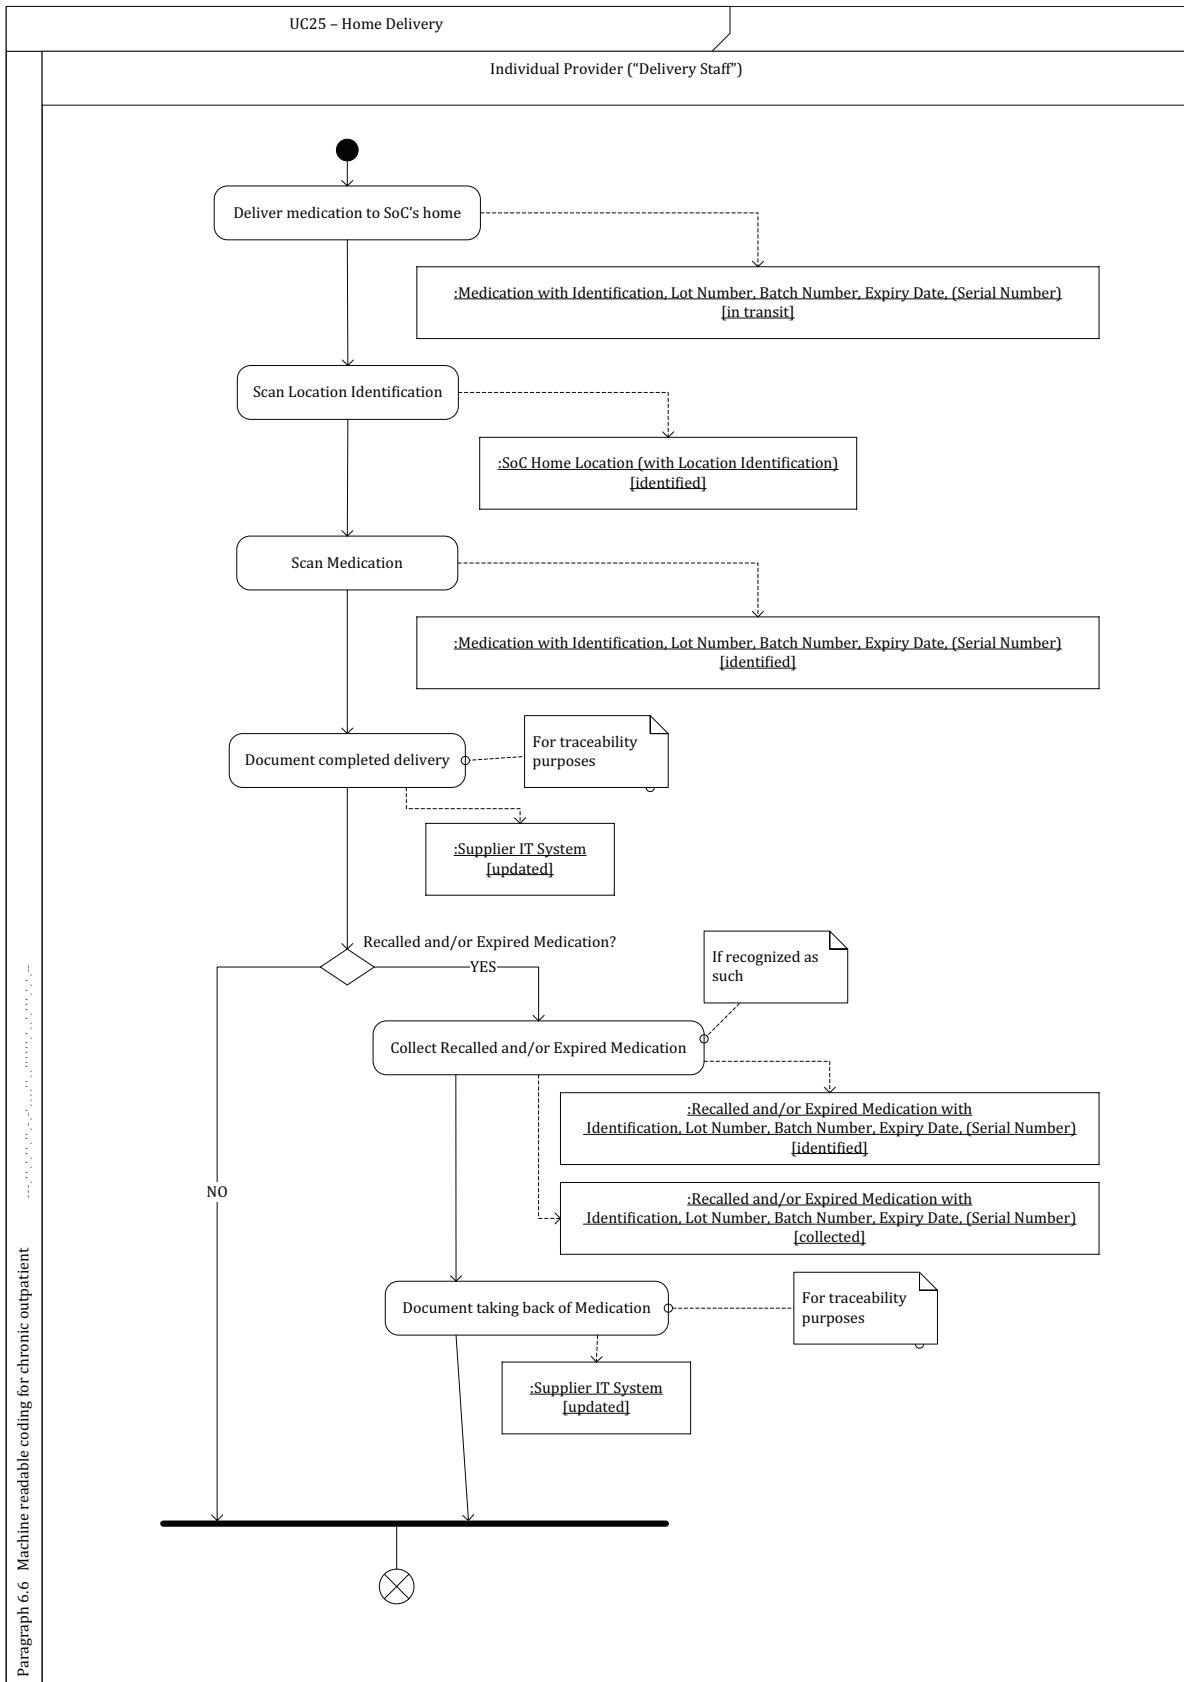 UC25 – Home Delivery
Individual Provider (“Delivery Staff”)
Deliver medication to SoC’s home
:Medication with Identification, Lot Number, Batch Number, Expiry Date, (Serial Number)
[in transit]
Scan Location Identification
:SoC Home Location (with Location Identification)
[identified]
Scan Medication
:Medication with Identification, Lot Number, Batch Number, Expiry Date, (Serial Number)
[identified]
Document completed delivery
For traceability
purposes
:Supplier IT System
[updated]
Recalled and/or Expired Medication?
YES
If recognized as
such
Collect Recalled and/or Expired Medication
:Recalled and/or Expired Medication with
Identification, Lot Number, Batch Number, Expiry Date, (Serial Number)
[identified]
NO
:Recalled and/or Expired Medication with
Identification, Lot Number, Batch Number, Expiry Date, (Serial Number)
[collected]
Document taking back of Medication
For traceability
purposes
:Supplier IT System
[updated]
Paragraph 6.6 Machine readable coding for chronic outpatient